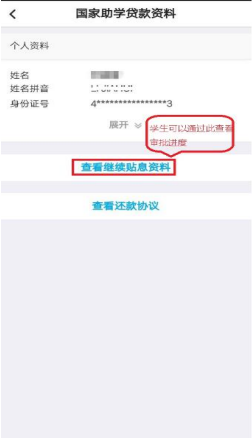 国家助学贷款资料
个人资料
姓名
姓名拼音
身份证号 4****************3
展开
学生可以通过此查看
审批进度
查看继续贴息资料
查看还款协议